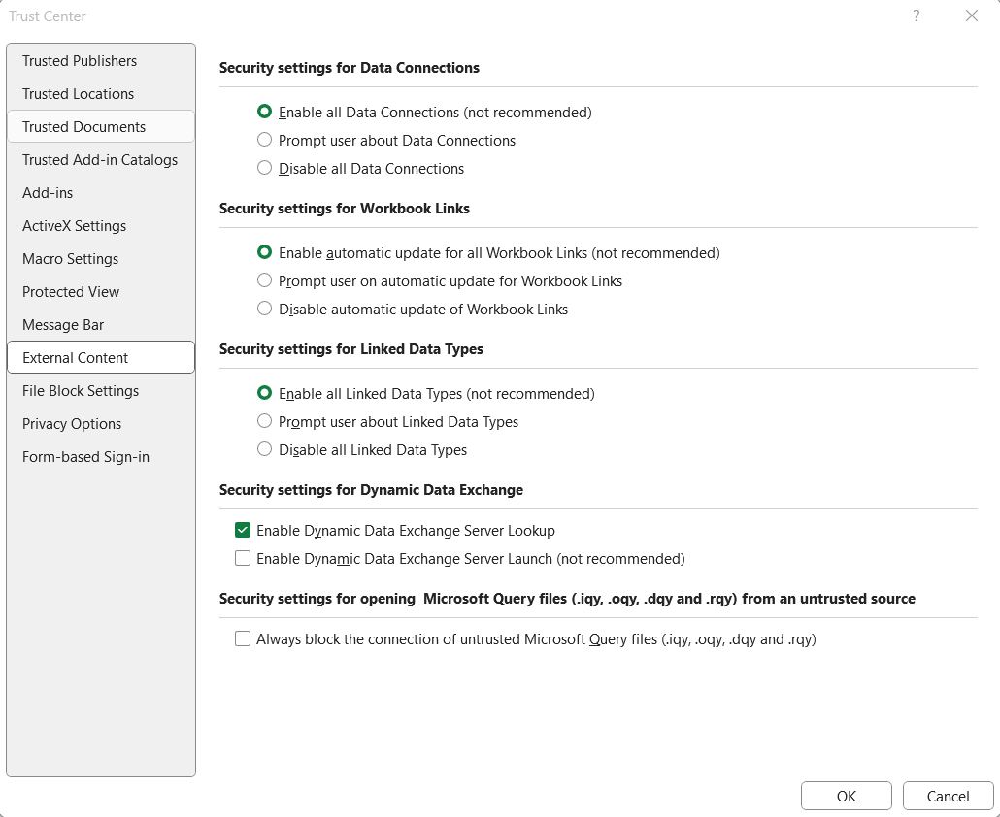 Trust Center
?
Trusted Publishers
Trusted Locations
Trusted Documents
Trusted Add-in Catalogs
Add-ins
ActiveX Settings
Macro Settings
Protected View
Message Bar
External Content
File Block Settings
Privacy Options
Form-based Sign-in
Security settings for Data Connections
Enable all Data Connections (not recommended)
Prompt user about Data Connections
Disable all Data Connections
Security settings for Workbook Links
Enable automatic update for all Workbook Links (not recommended)
Prompt user on automatic update for Workbook Links
Disable automatic update of Workbook Links
Security settings for Linked Data Types
Enable all Linked Data Types (not recommended)
Prompt user about Linked Data Types
Disable all Linked Data Types
Security settings for Dynamic Data Exchange
Enable Dynamic Data Exchange Server Lookup
Enable Dynamic Data Exchange Server Launch (not recommended)
Security settings for opening  Microsoft Query files (.iqy, .oqy, .dqy and .rqy) from an untrusted source
Always block the connection of untrusted Microsoft Query files (.iqy, .oqy, .dqy and .rqy)
OK
Cancel